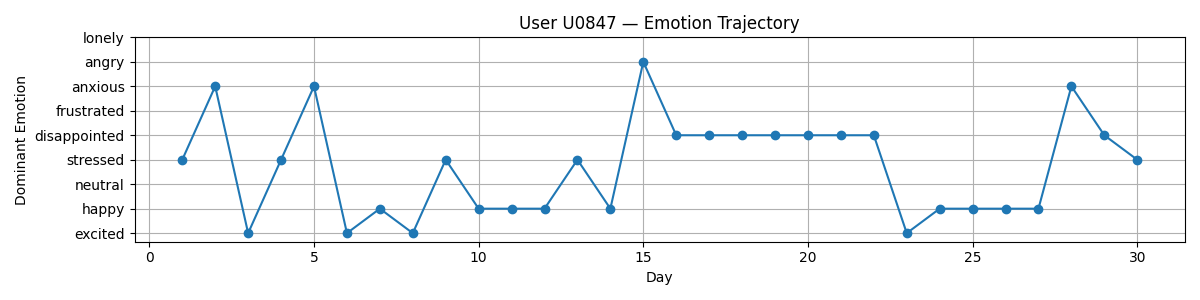 User U0847 — Emotion Trajectory
Dominant Emotion
lonely
angry
anxious
frustrated
disappointed
stressed
neutral
happy
excited
0 5 10 15 20 25 30
Day